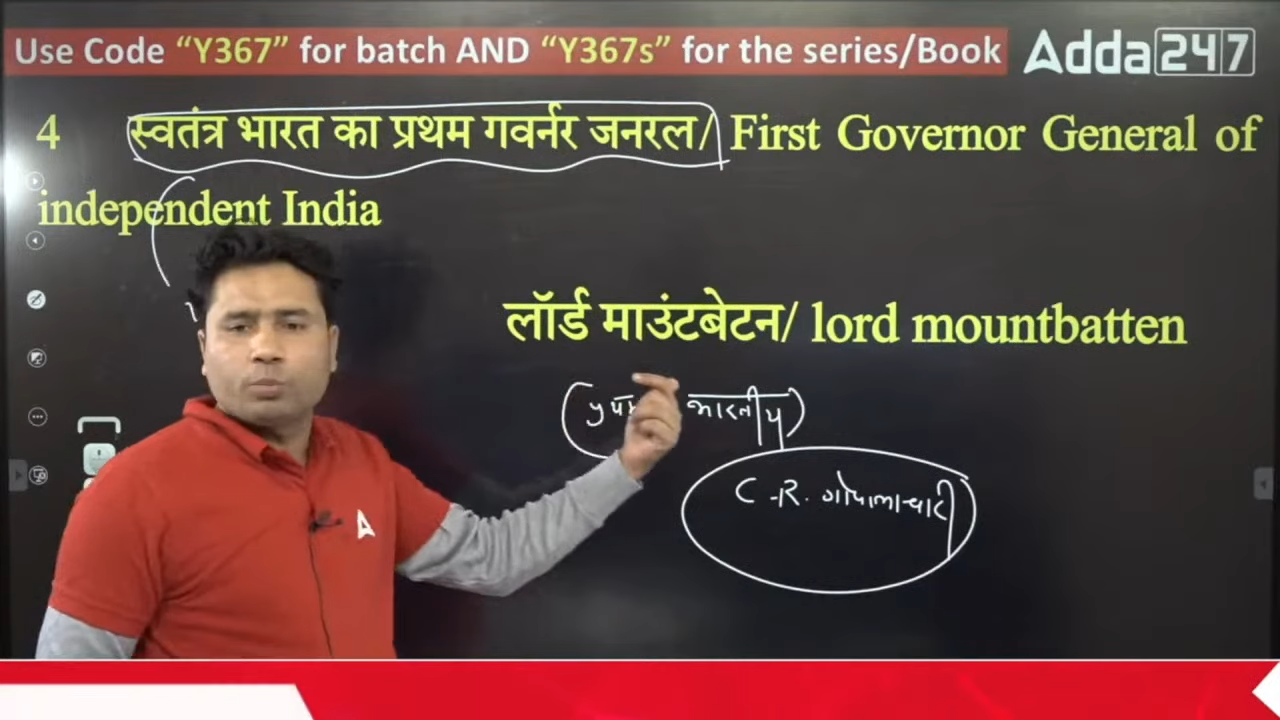 Use Code “Y367” for batch AND “Y367s” for the series/Book
Adda247
4 स्वतंत्र भारत का प्रथम गवर्नर जनरल/ First Governor General of
independent India
लॉर्ड माउंटबेटन/ lord mountbatten
भारतीय
C.R. गोपालाचारी